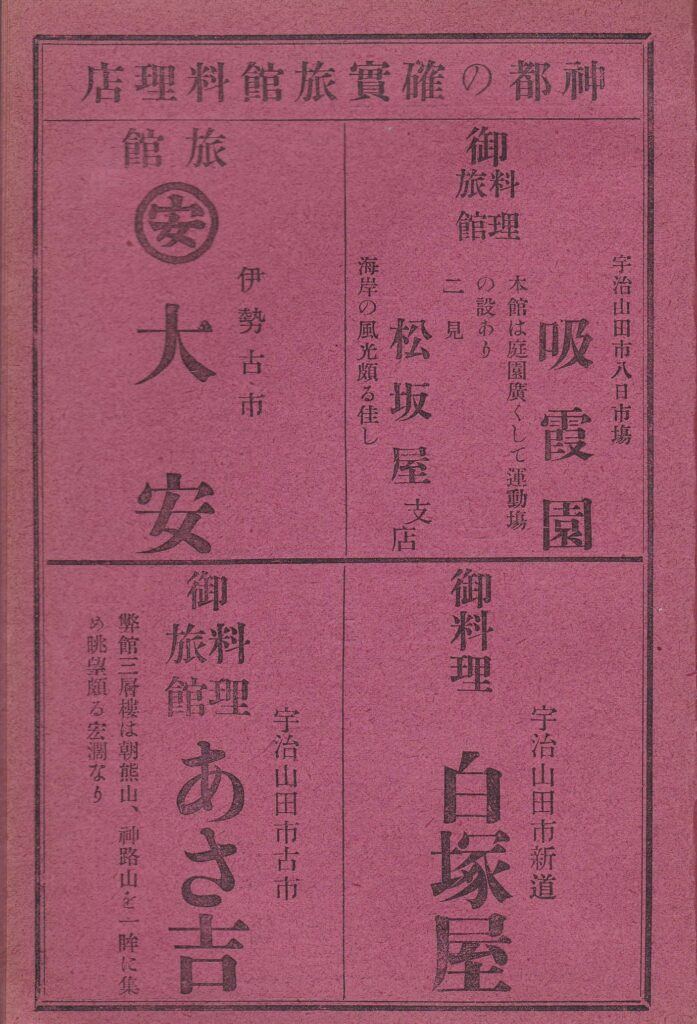 神都の確實旅館料理店
御料理
旅館
宇治山田市八日市塲
吸霞園
本館は庭園廣くして運動塲
の設あり
二見
松坂屋支店
海岸の風光頗る佳し
旅館
安
伊勢古市
大安
御料理
宇治山田市新道
白塚屋
御料理
旅館
宇治山田市古市
あさ吉
弊館三層樓は朝熊山、神路山を一眸に集
め眺望頗る宏濶なり